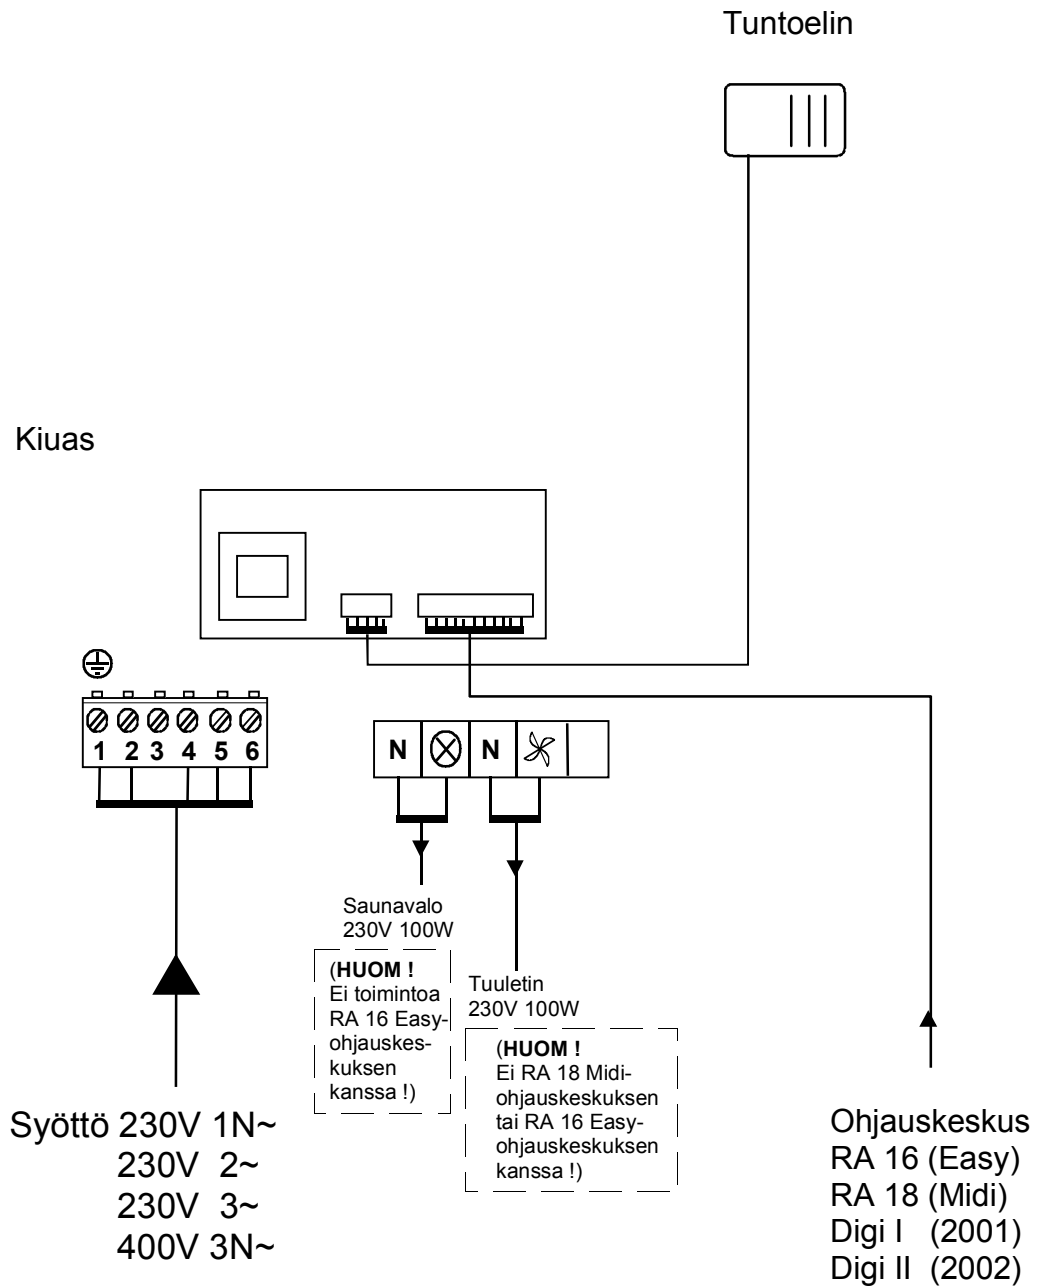 Tuntoelin
Kiuas
1 2 3 4 5 6
N N
Saunavalo
230V 100W
(HUOM !
Ei toimintoa
RA 16 Easy-
ohjauskes-
kuksen
kanssa !)
Tuuletin
230V 100W
(HUOM !
Ei RA 18 Midi-
ohjauskeskuksen
tai RA 16 Easy-
ohjauskeskuksen
kanssa !)
Syöttö 230V 1N~
230V 2~
230V 3~
400V 3N~
Ohjauskeskus
RA 16 (Easy)
RA 18 (Midi)
Digi I (2001)
Digi II (2002)